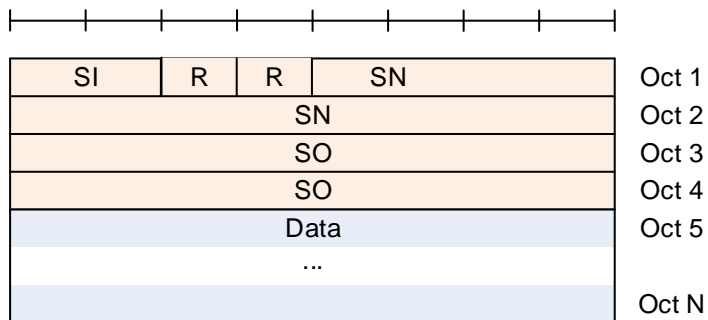 SI R R SN Oct 1
SN Oct 2
SO Oct 3
SO Oct 4
Data Oct 5
...
Oct N